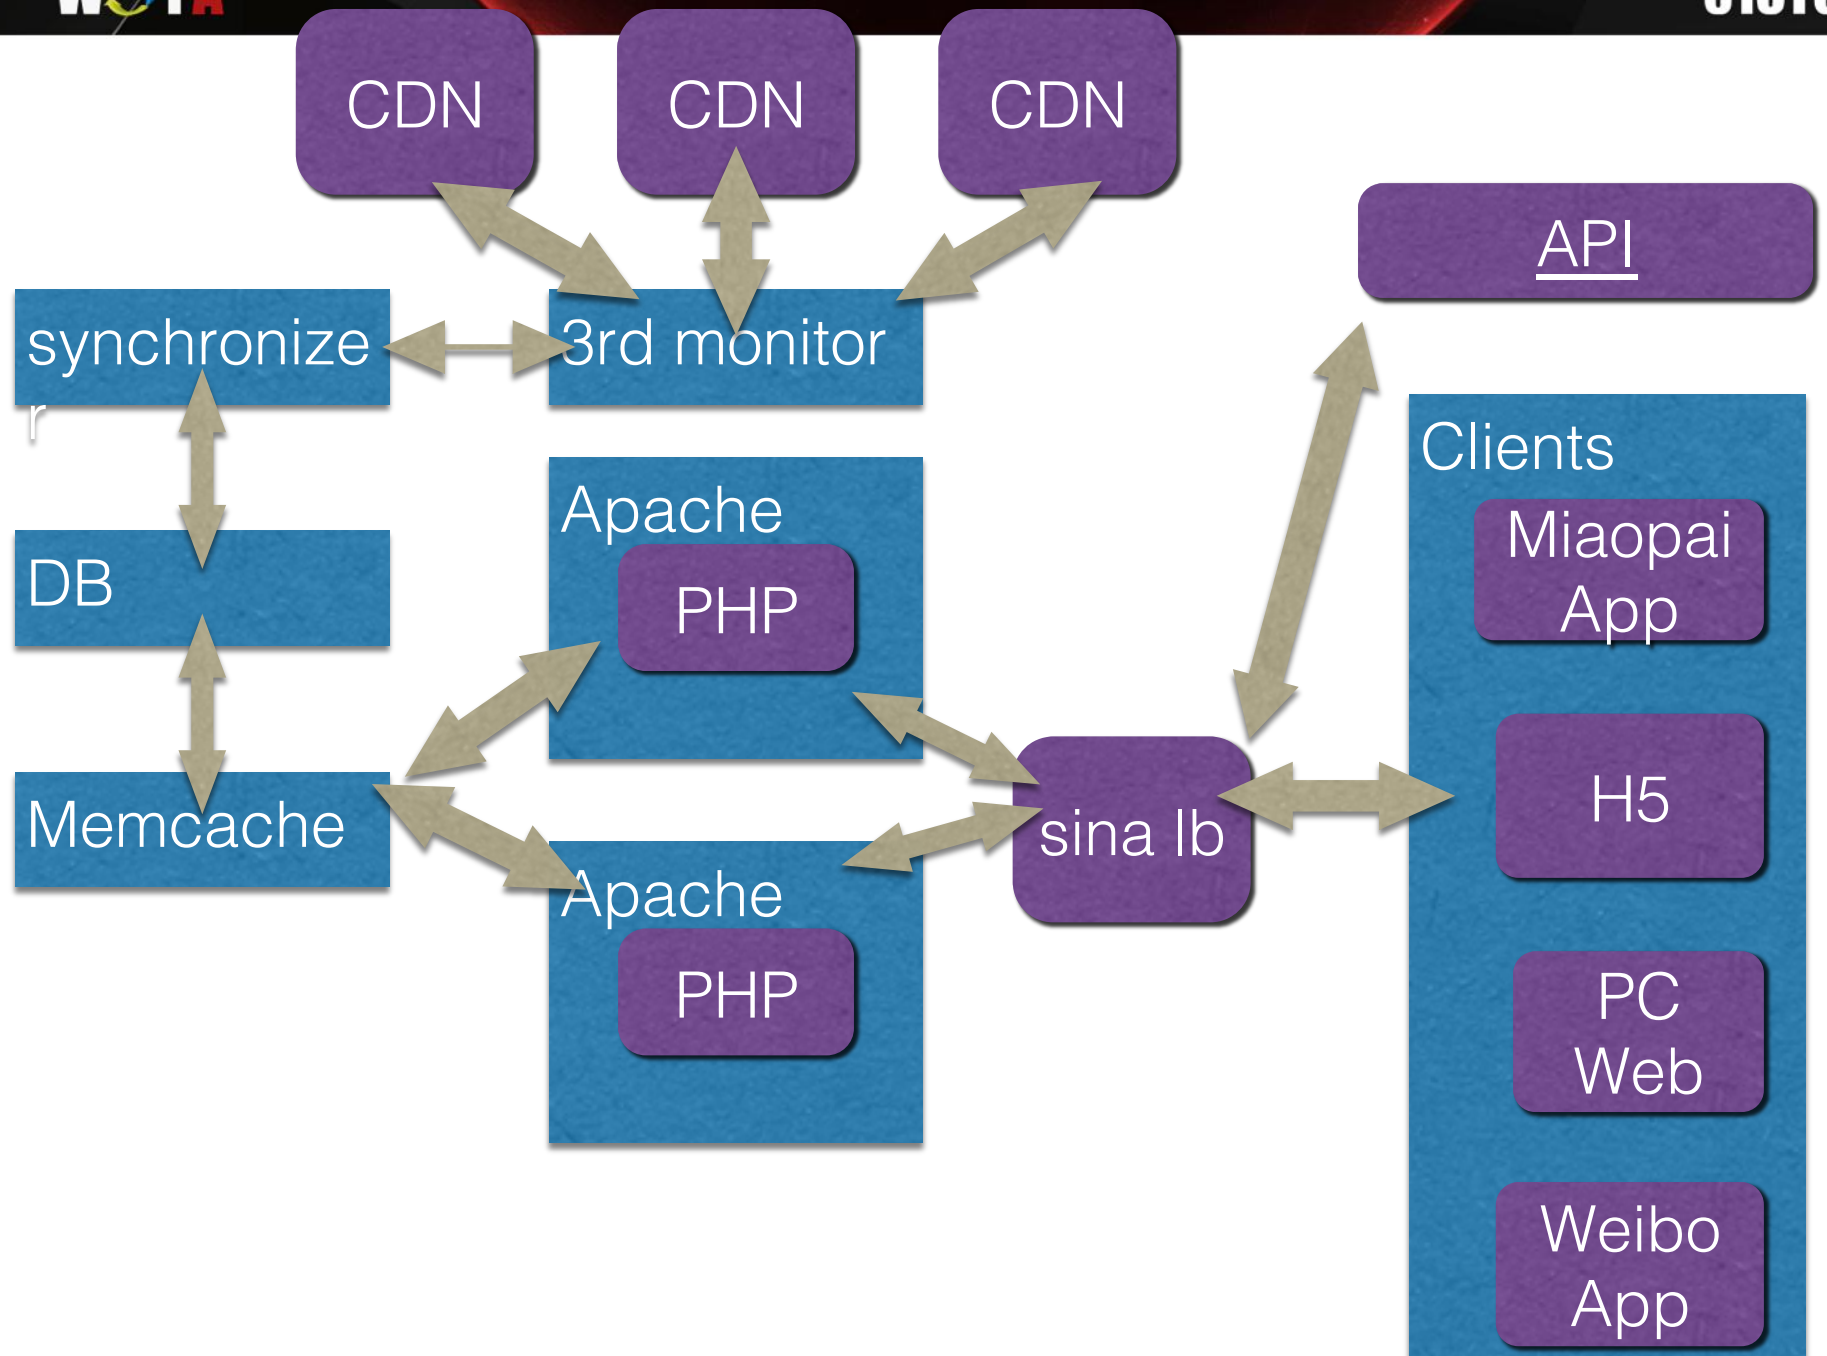 CDN
CDN
CDN
API
synchronize
r
3rd monitor
Clients
Apache
PHP
Miaopai
App
DB
Memcache
sina lb
H5
Apache
PHP
PC
Web
Weibo
App